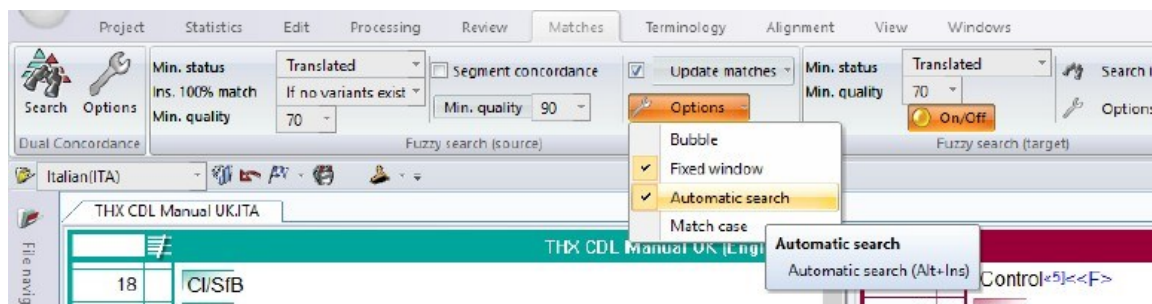 Project Statistics Edit Processing Review Matches Terminology Alignment View Windows
Min. status Translated Segment concordance Update matches Min. status Translated Search
Ins. 100% match If no variants exist Min. quality 70
Search Options Min. quality 70 Min. quality 90 Options On/Off Options
Dual Concordance Fuzzy search (source) Fuzzy search (target)
Bubble
Italian(ITA) Fixed window
Automatic search
THX CDL Manual UK.ITA Match case
Automatic search
THX CDL Manual UK (Engl
Automatic search (Alt+Ins)
File navig
18 CI/SfB Control<5]<<F>